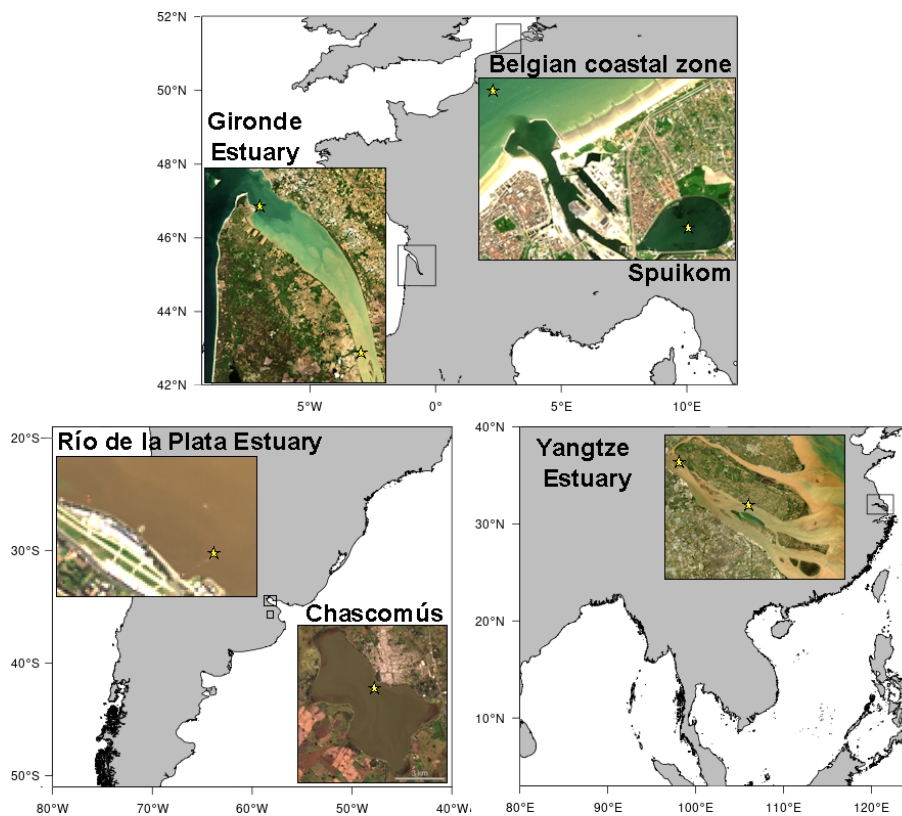 52°N
50°N
48°N
46°N
44°N
42°N
5°W
0°
5°E
10°E
Belgian coastal zone
Gironde
Estuary
Spuikom
20°S
30°S
40°S
50°S
80°W
70°W
60°W
50°W
40°W
Río de la Plata Estuary
Chascomús
3 km
40°N
30°N
20°N
10°N
80°E
90°E
100°E
110°E
120°E
Yangtze
Estuary